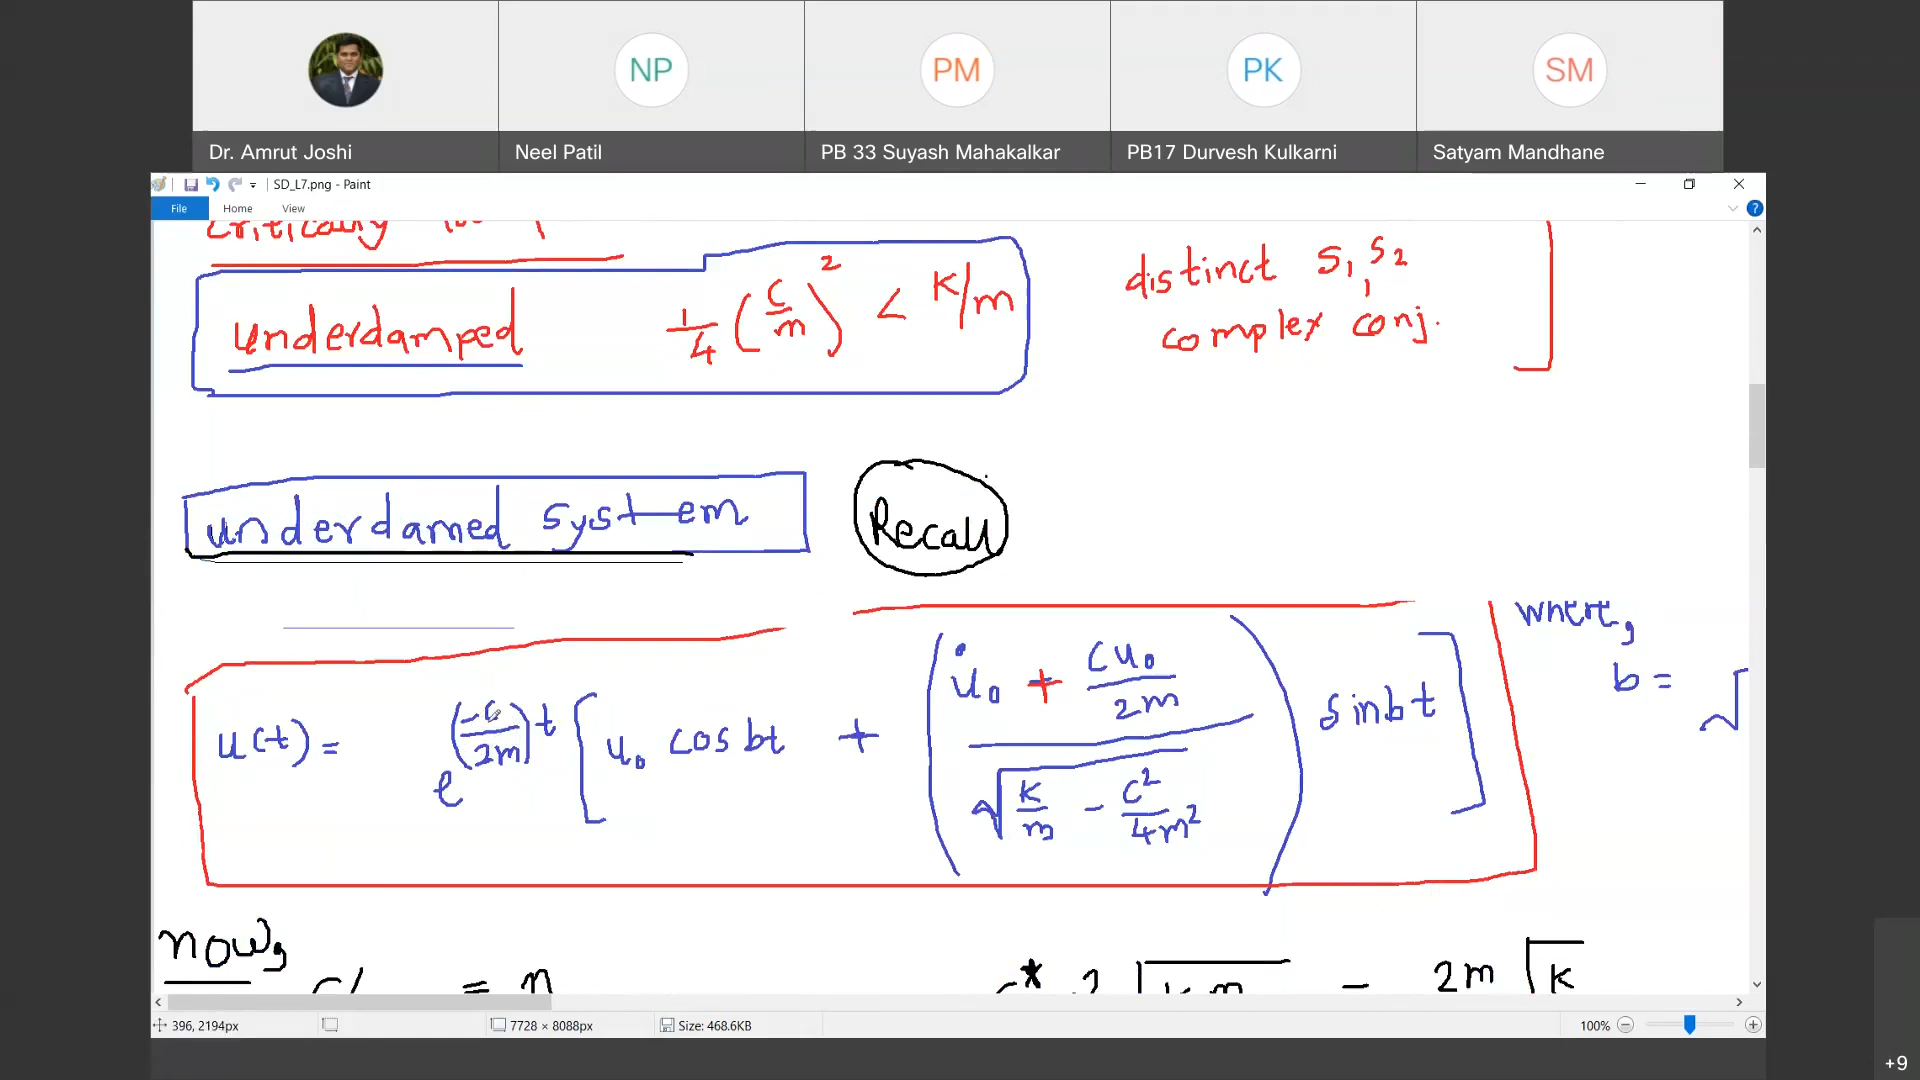 NP
PM
PK
SM
Dr. Amrut Joshi
Neel Patil
PB 33 Suyash Mahakalkar
PB17 Durvesh Kulkarni
Satyam Mandhane
SD_L7.png - Paint
File
Home
View
critically
underdamped 1/4 (c/m)² < K/m
distinct S₁, S₂
complex conj.
underdamed system
Recall
where,
b = √
u(t) = e^(-c/2m)t [ u₀ cos bt + ( (u̇₀ + cu₀/2m) / √(k/m - c²/4m²) ) sin bt ]
now,
= n
c* 2 √km = 2m √k
396, 2194px
7728 × 8088px
Size: 468.6KB
100%
+9